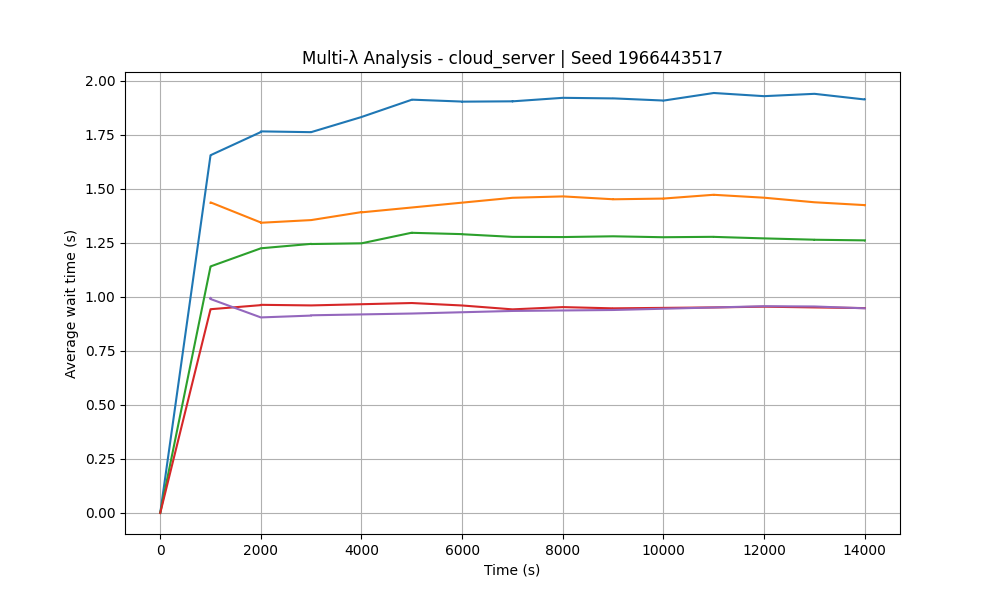 Multi-λ Analysis - cloud_server | Seed 1966443517
2.00
1.75
1.50
1.25
1.00
0.75
0.50
0.25
0.00
Average wait time (s)
0 2000 4000 6000 8000 10000 12000 14000
Time (s)